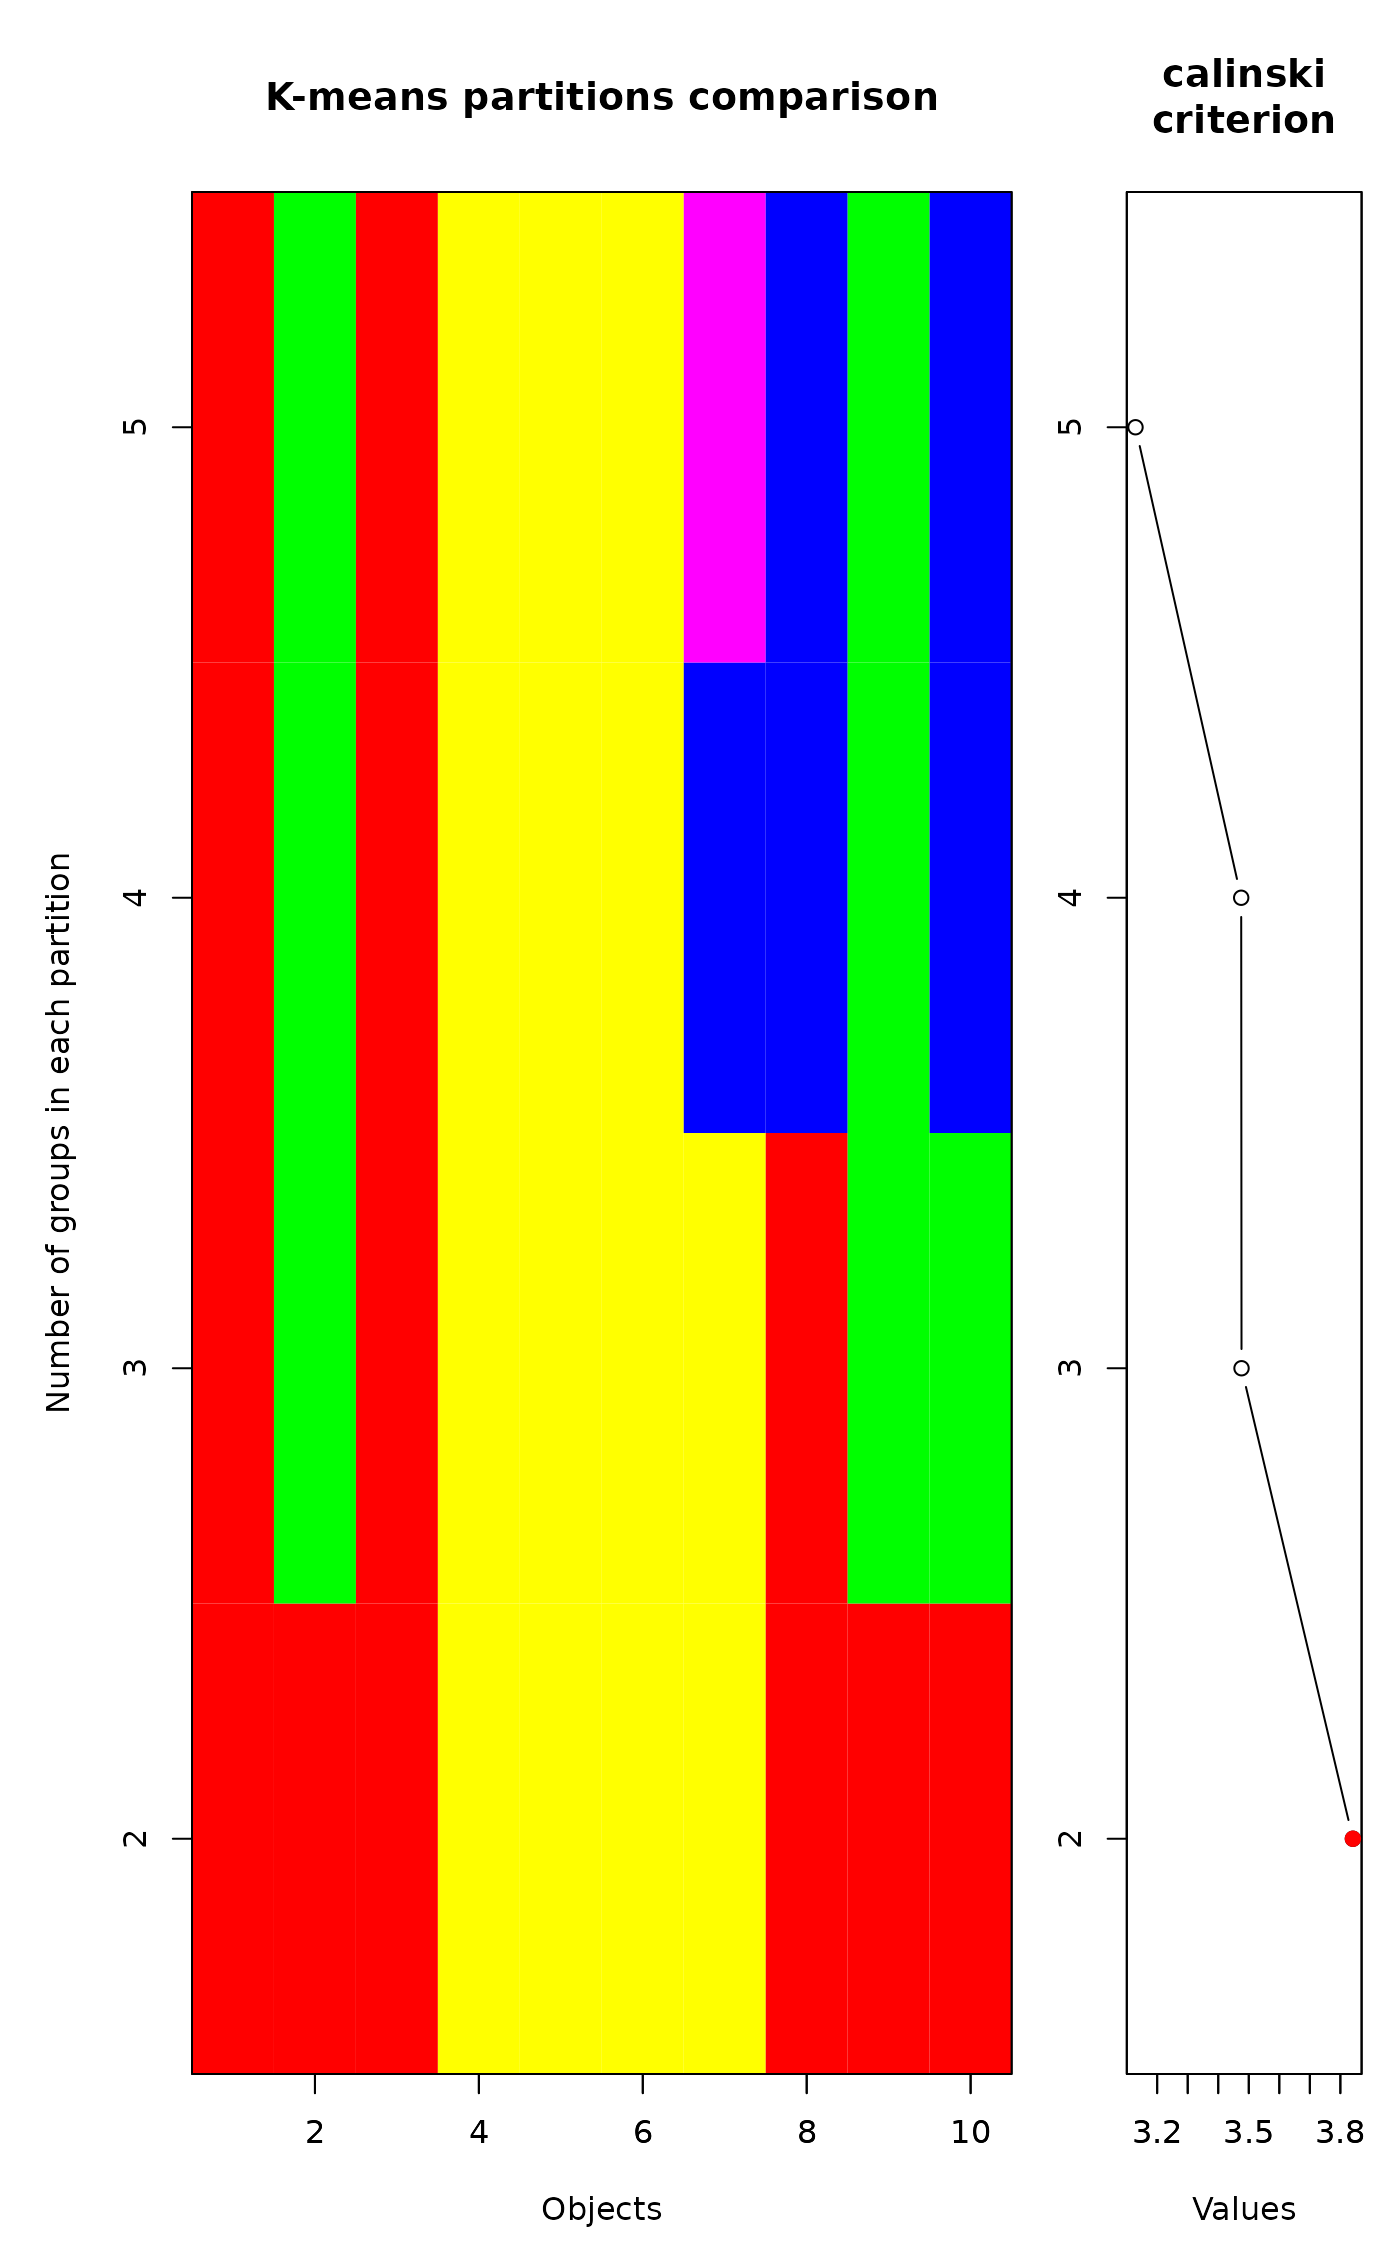 K-means partitions comparison
calinski
criterion
Number of groups in each partition
5
4
3
2
2 4 6 8 10
Objects
5
4
3
2
3.2 3.5 3.8
Values